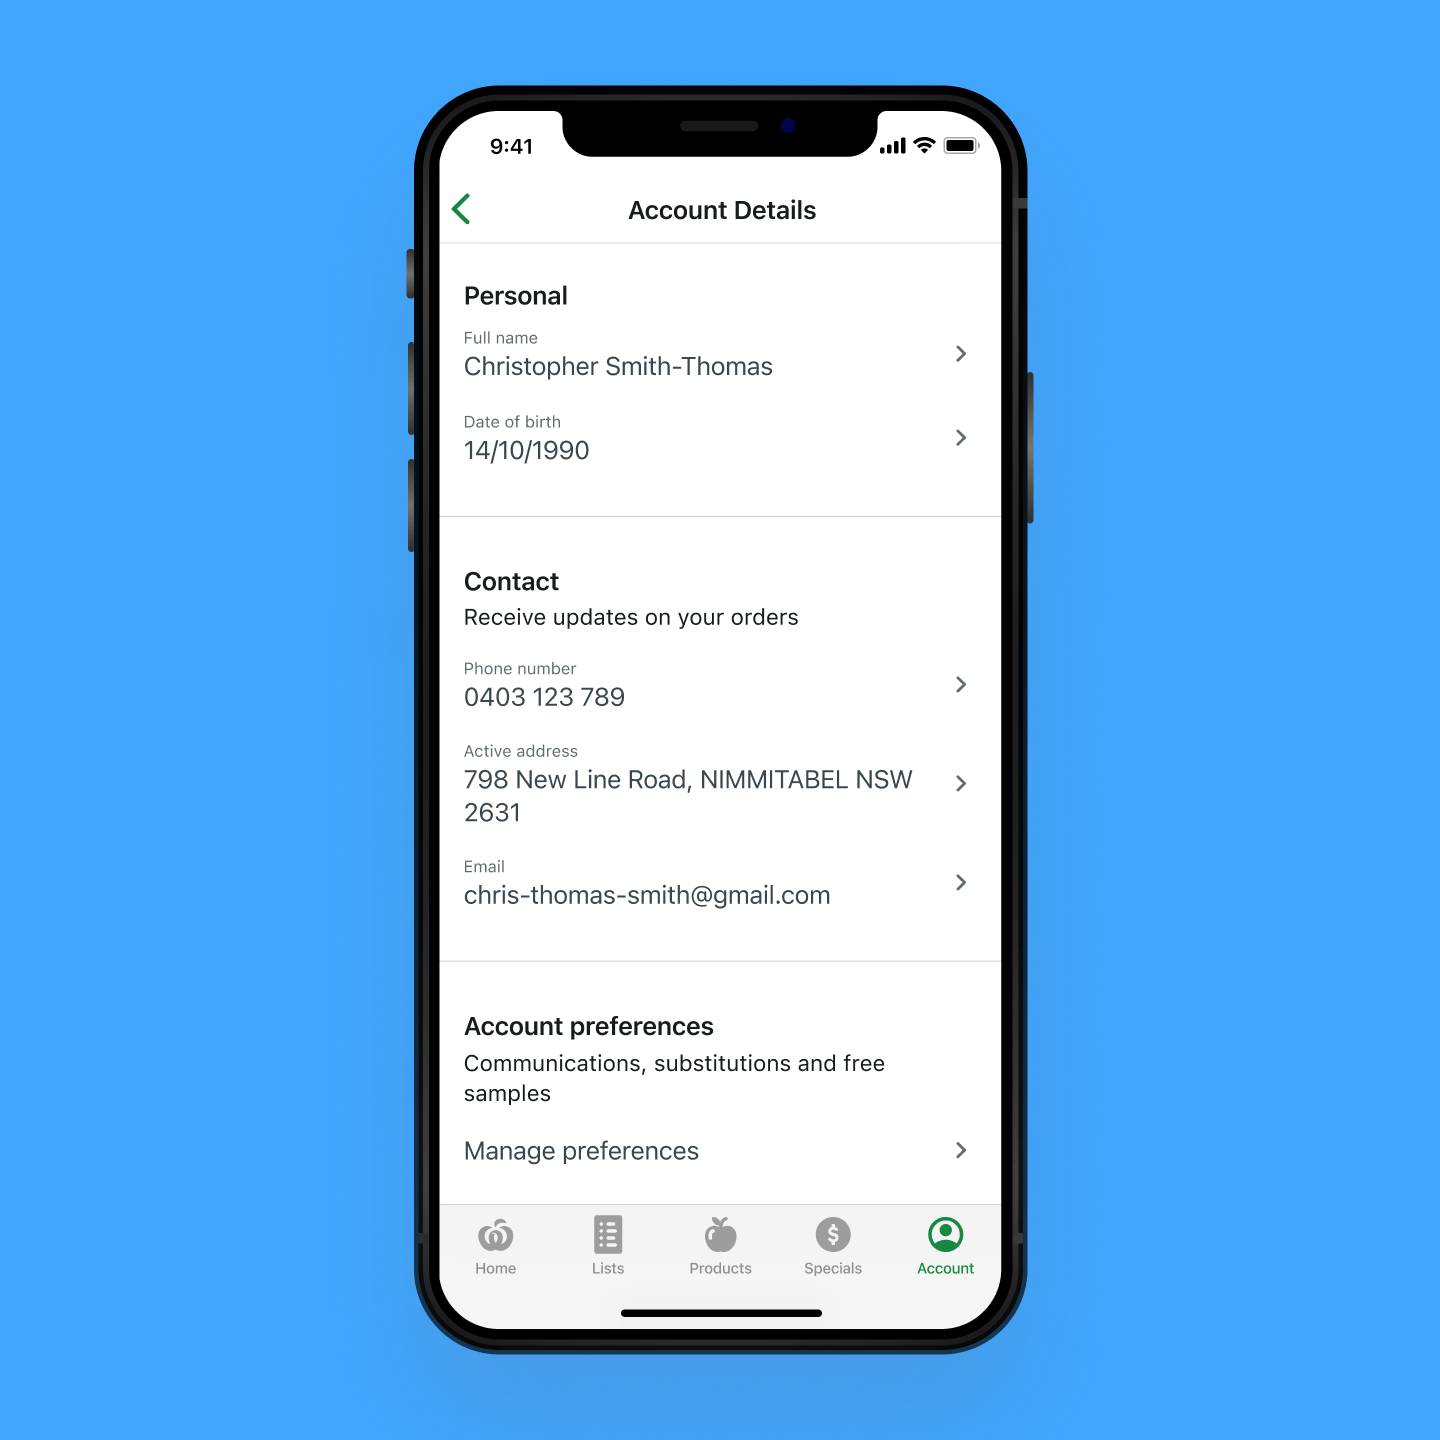 9:41
Account Details
Personal
Full name
Christopher Smith-Thomas
Date of birth
14/10/1990
Contact
Receive updates on your orders
Phone number
0403 123 789
Active address
798 New Line Road, NIMMITABEL NSW
2631
Email
chris-thomas-smith@gmail.com
Account preferences
Communications, substitutions and free
samples
Manage preferences
Home
Lists
Products
Specials
Account